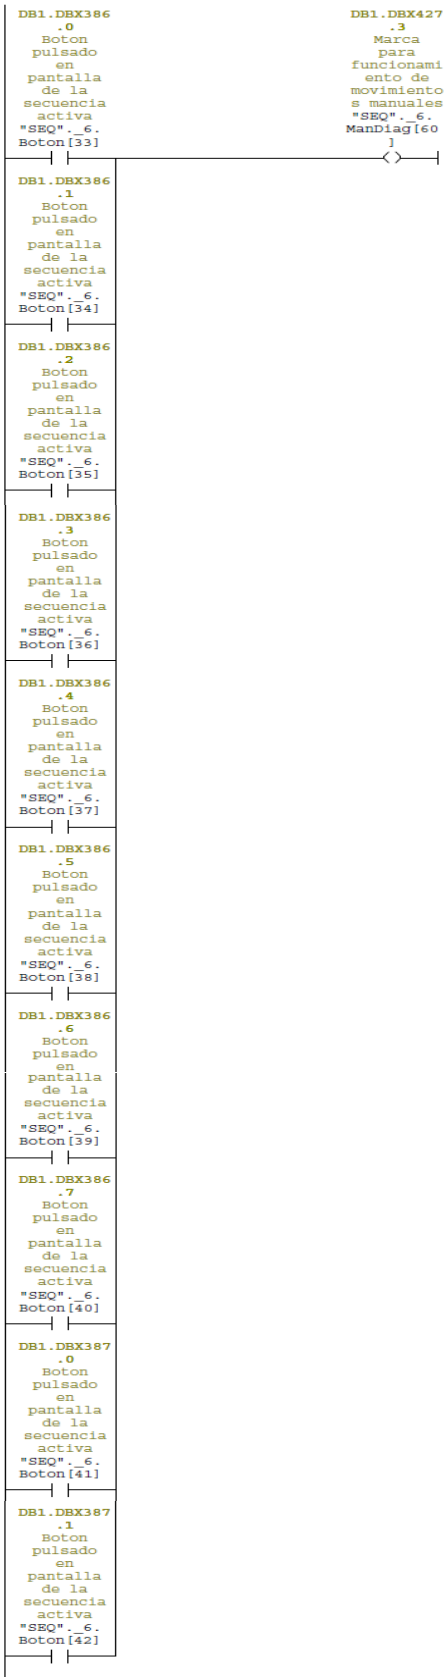 DB1.DBX386
.0
Boton
pulsado
en
pantalla
de la
secuencia
activa
"SEQ"._6.
Boton[33]
DB1.DBX427
.3
Marca
para
funcionami
ento de
movimiento
s manuales
"SEQ"._6.
ManDiag[60
]
DB1.DBX386
.1
Boton
pulsado
en
pantalla
de la
secuencia
activa
"SEQ"._6.
Boton[34]
DB1.DBX386
.2
Boton
pulsado
en
pantalla
de la
secuencia
activa
"SEQ"._6.
Boton[35]
DB1.DBX386
.3
Boton
pulsado
en
pantalla
de la
secuencia
activa
"SEQ"._6.
Boton[36]
DB1.DBX386
.4
Boton
pulsado
en
pantalla
de la
secuencia
activa
"SEQ"._6.
Boton[37]
DB1.DBX386
.5
Boton
pulsado
en
pantalla
de la
secuencia
activa
"SEQ"._6.
Boton[38]
DB1.DBX386
.6
Boton
pulsado
en
pantalla
de la
secuencia
activa
"SEQ"._6.
Boton[39]
DB1.DBX386
.7
Boton
pulsado
en
pantalla
de la
secuencia
activa
"SEQ"._6.
Boton[40]
DB1.DBX387
.0
Boton
pulsado
en
pantalla
de la
secuencia
activa
"SEQ"._6.
Boton[41]
DB1.DBX387
.1
Boton
pulsado
en
pantalla
de la
secuencia
activa
"SEQ"._6.
Boton[42]